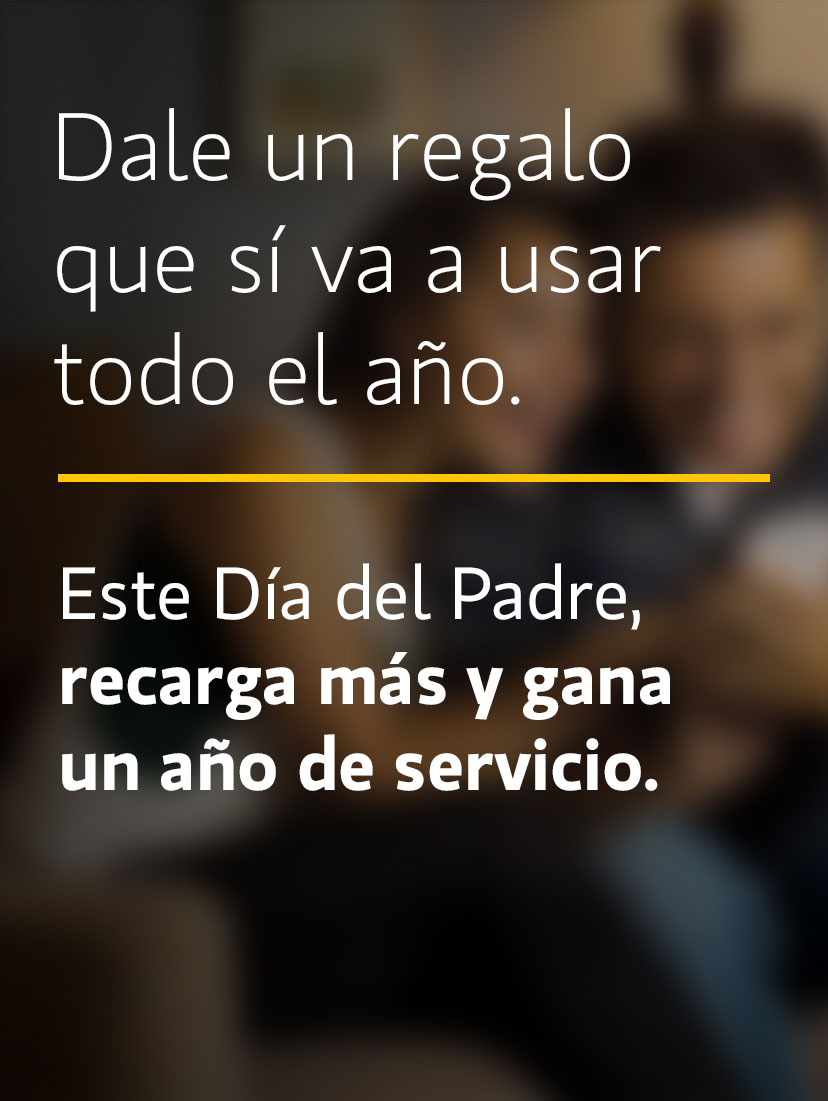 Dale un regalo
que sí va a usar
todo el año.
Este Día del Padre,
recarga más y gana
un año de servicio.